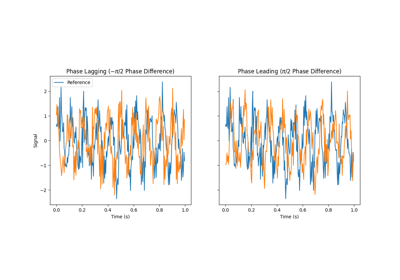 Phase Lagging (−π/2 Phase Difference)
Phase Leading (π/2 Phase Difference)
Reference
Signal
2
1
0
−1
−2
0.0 0.2 0.4 0.6 0.8 1.0
0.0 0.2 0.4 0.6 0.8 1.0
Time (s)
Time (s)